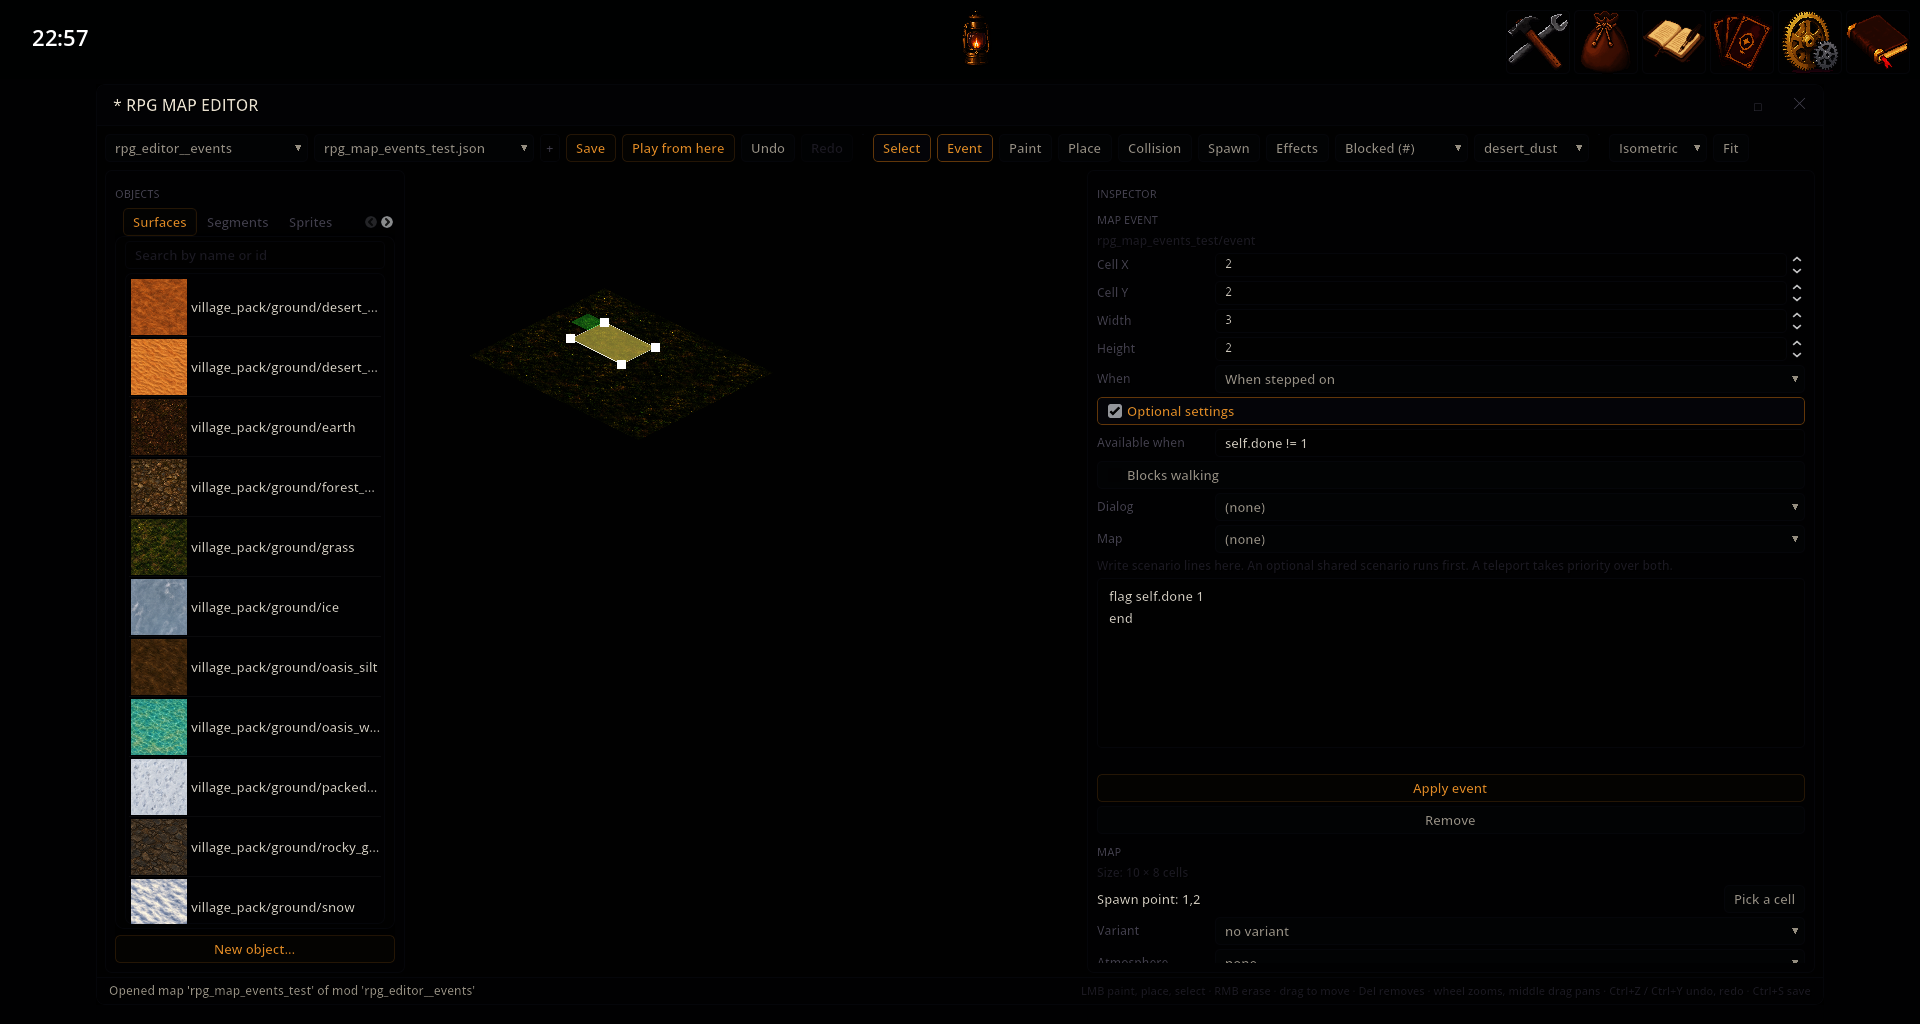 22:57
* RPG MAP EDITOR
rpg_editor__events
rpg_map_events_test.json
+
Save
Play from here
Undo
Redo
Select
Event
Paint
Place
Collision
Spawn
Effects
Blocked (#)
desert_dust
Isometric
Fit
OBJECTS
Surfaces
Segments
Sprites
Search by name or id
village_pack/ground/desert_...
village_pack/ground/desert_...
village_pack/ground/earth
village_pack/ground/forest_...
village_pack/ground/grass
village_pack/ground/ice
village_pack/ground/oasis_silt
village_pack/ground/oasis_w...
village_pack/ground/packed...
village_pack/ground/rocky_g...
village_pack/ground/snow
New object...
INSPECTOR
MAP EVENT
rpg_map_events_test/event
Cell X 2
Cell Y 2
Width 3
Height 2
When When stepped on
Optional settings
Available when self.done != 1
Blocks walking
Dialog (none)
Map (none)
Write scenario lines here. An optional shared scenario runs first. A teleport takes priority over both.
flag self.done 1
end
Apply event
Remove
MAP
Size: 10 × 8 cells
Spawn point: 1,2
Pick a cell
Variant no variant
Atmosphere none
Opened map 'rpg_map_events_test' of mod 'rpg_editor__events'
LMB paint, place, select · RMB erase · drag to move · Del removes · wheel zooms, middle drag pans · Ctrl+Z / Ctrl+Y undo, redo · Ctrl+S save